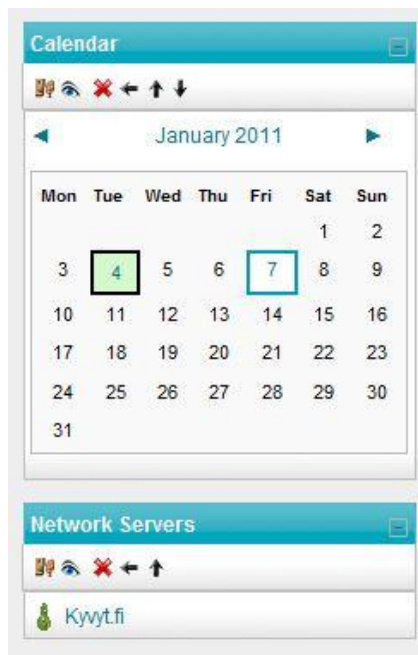 Calendar
January 2011
Mon Tue Wed Thu Fri Sat Sun
1 2
3 4 5 6 7 8 9
10 11 12 13 14 15 16
17 18 19 20 21 22 23
24 25 26 27 28 29 30
31
Network Servers
Kyvyt.fi